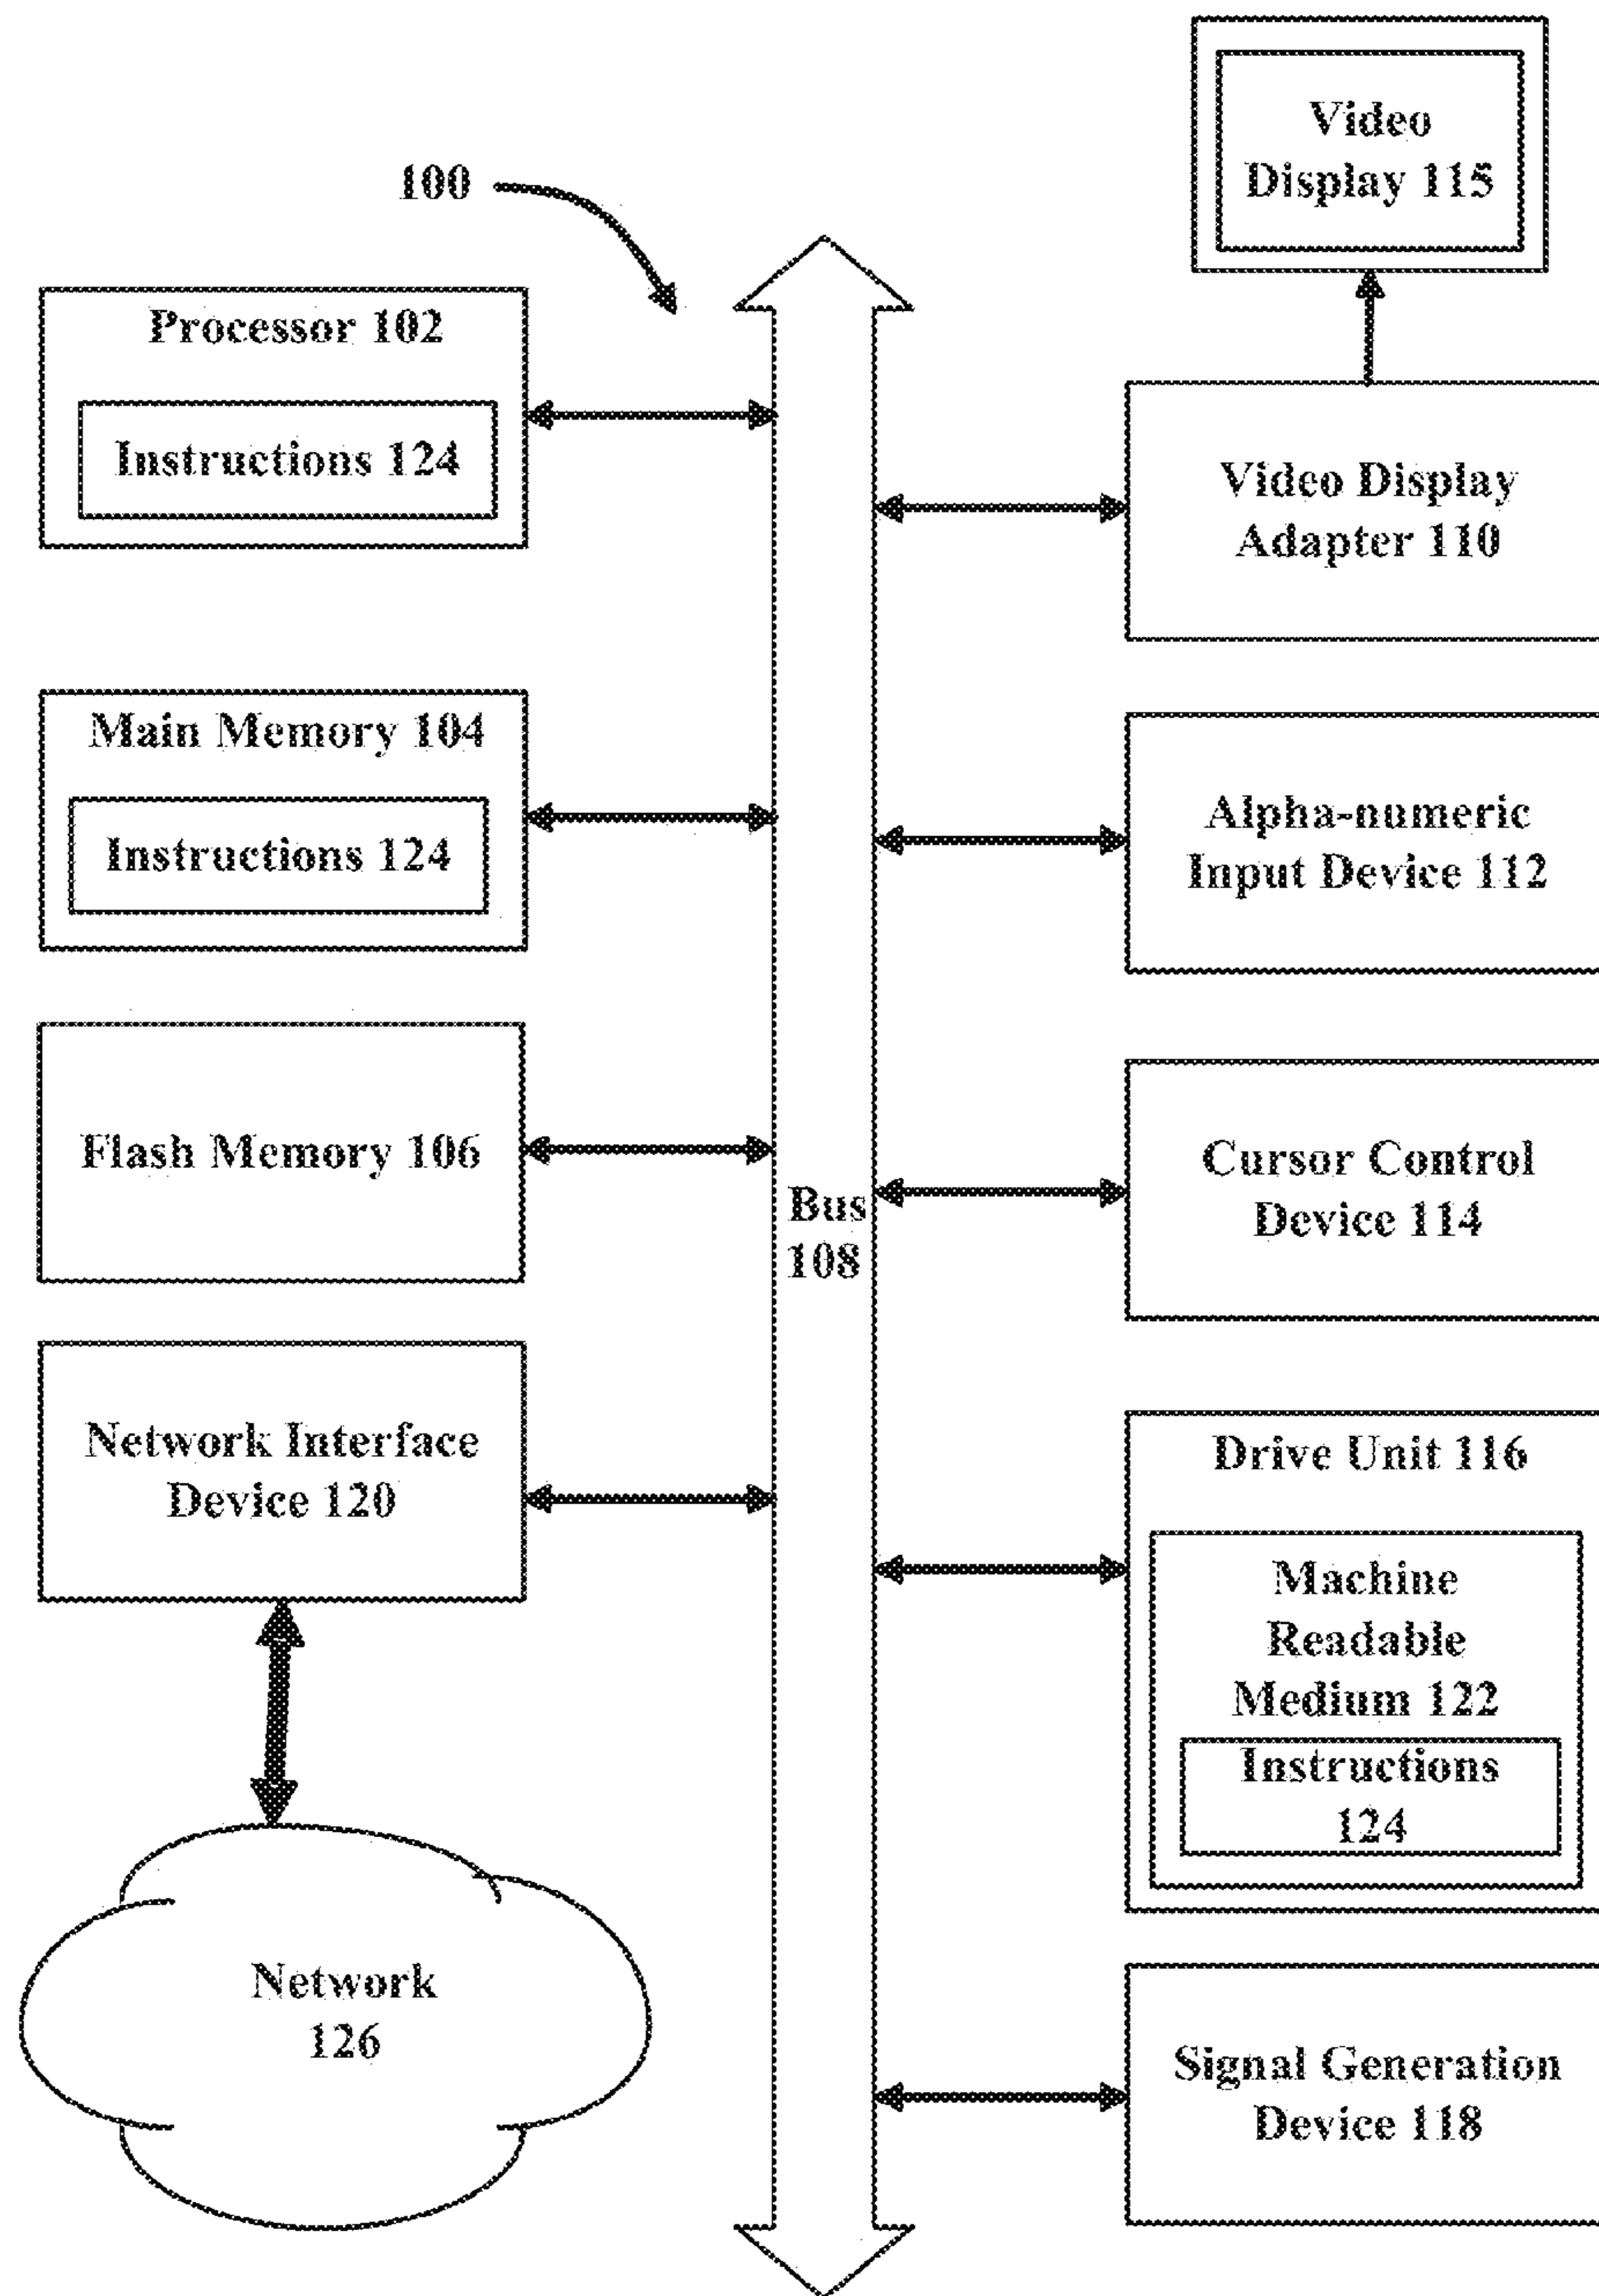 100
Processor 102
Instructions 124
Main Memory 104
Instructions 124
Flash Memory 106
Network Interface
Device 120
Network
126
Bus
108
Video
Display 115
Video Display
Adapter 110
Alpha-numeric
Input Device 112
Cursor Control
Device 114
Drive Unit 116
Machine
Readable
Medium 122
Instructions
124
Signal Generation
Device 118